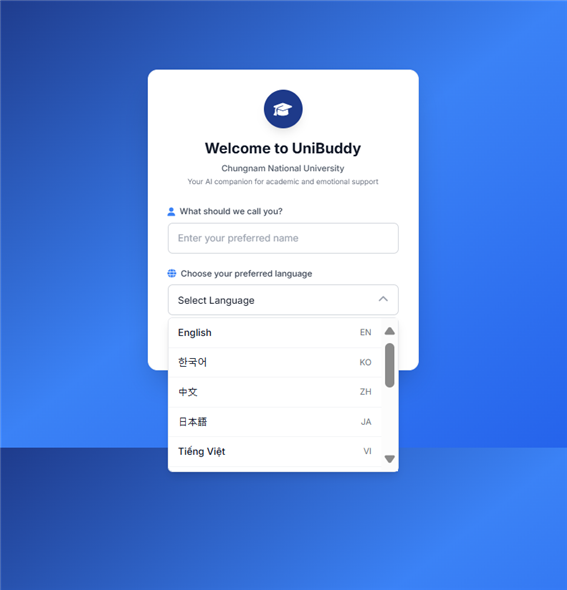 Welcome to UniBuddy
Chungnam National University
Your AI companion for academic and emotional support
What should we call you?
Enter your preferred name
Choose your preferred language
Select Language
English EN
한국어 KO
中文 ZH
日本語 JA
Tiếng Việt VI